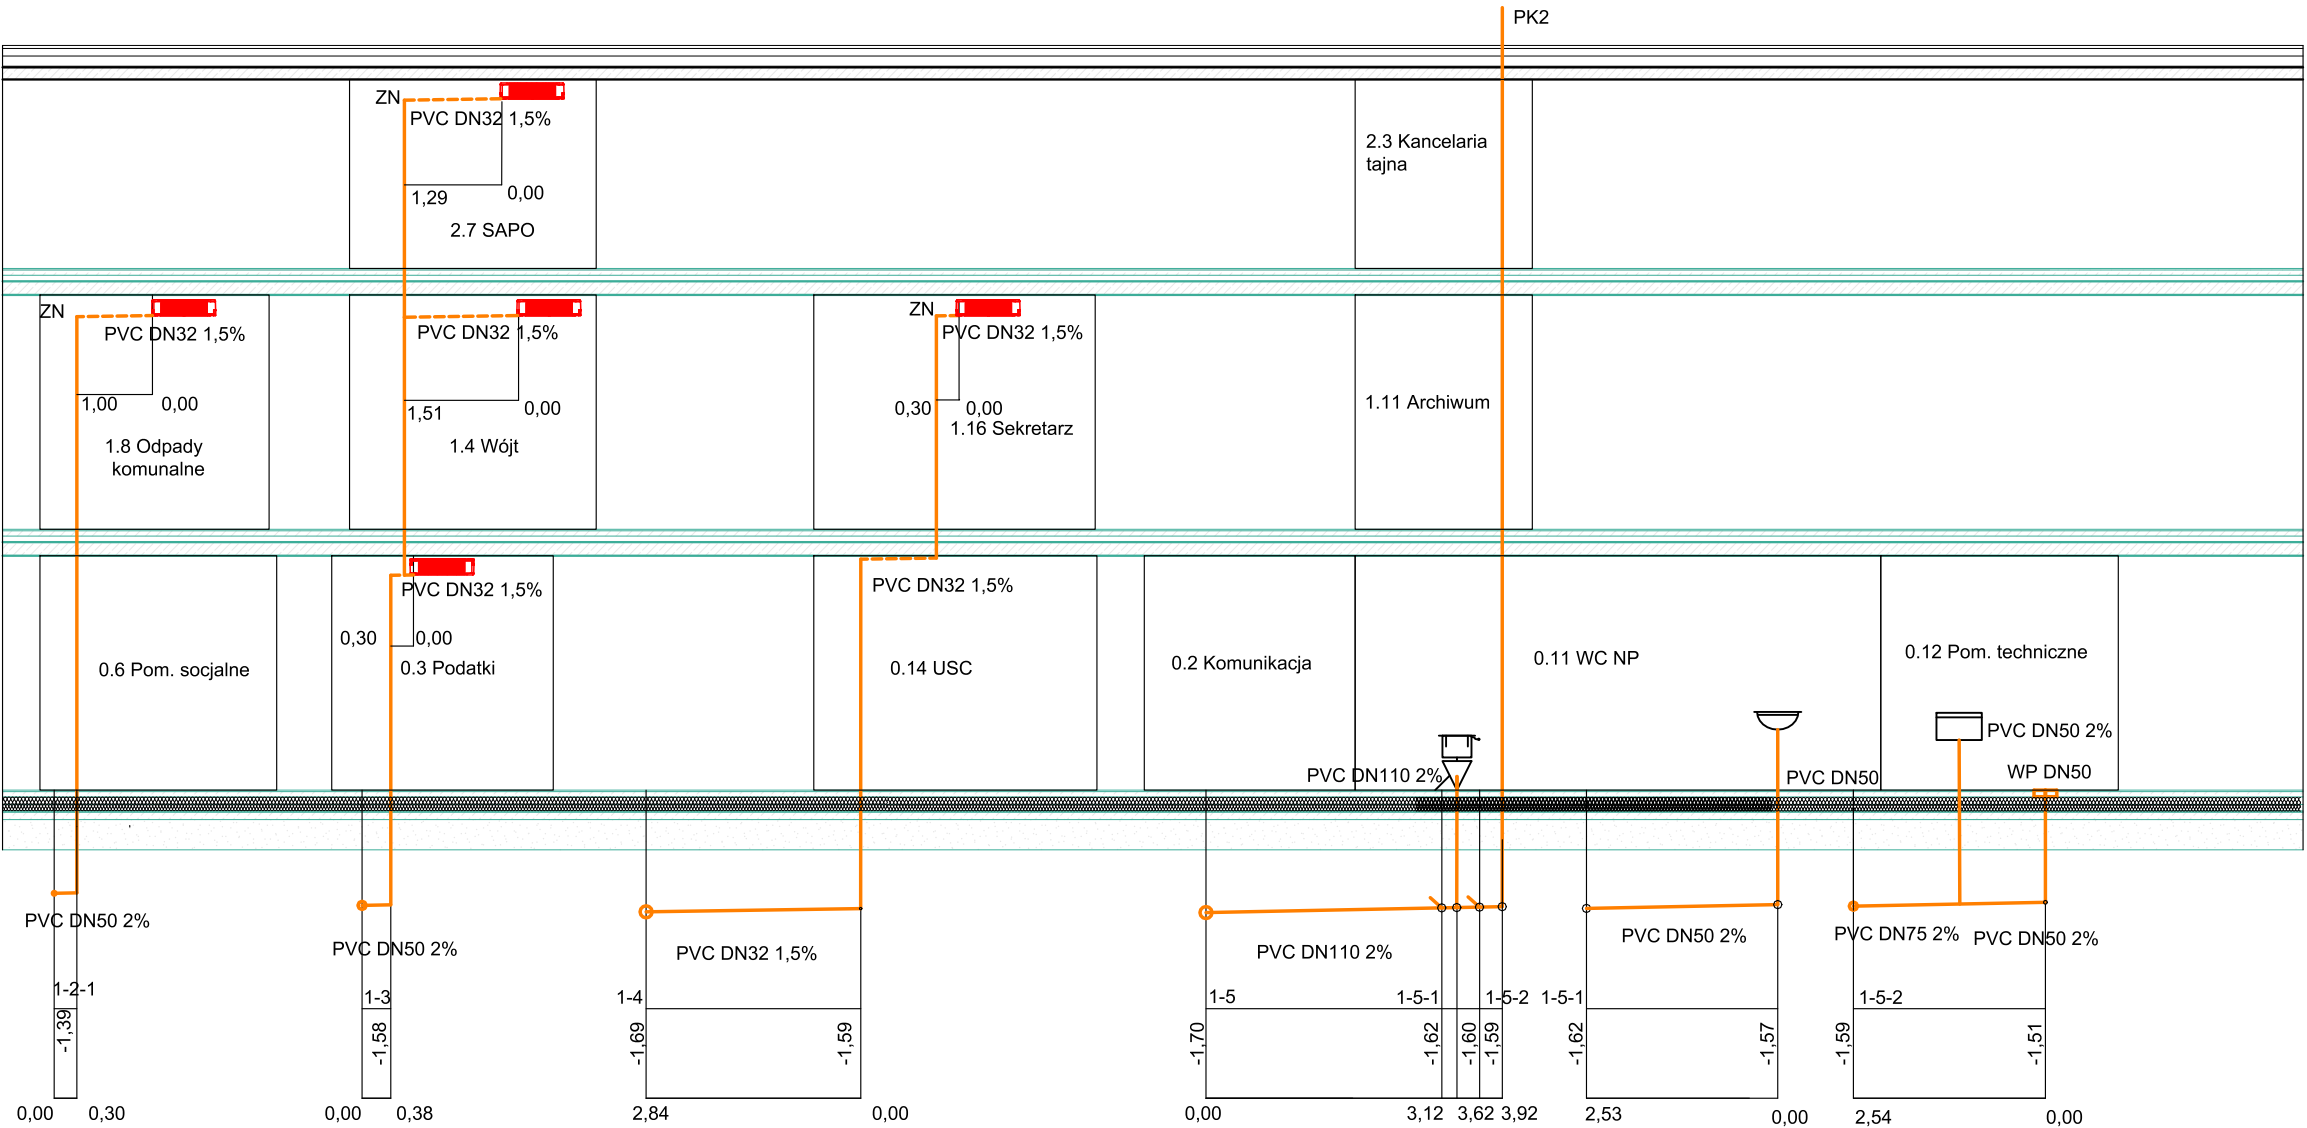 PK2
ZN
PVC DN32 1,5%
1,29
0,00
2.7 SAPO
2.3 Kancelaria
tajna
ZN
PVC DN32 1,5%
1,00
0,00
1.8 Odpady
komunalne
PVC DN32 1,5%
1,51
0,00
1.4 Wójt
ZN
PVC DN32 1,5%
0,30
0,00
1.16 Sekretarz
1.11 Archiwum
0.6 Pom. socjalne
PVC DN32 1,5%
0,30
0,00
0.3 Podatki
PVC DN32 1,5%
0.14 USC
0.2 Komunikacja
0.11 WC NP
0.12 Pom. techniczne
PVC DN110 2%
PVC DN50
PVC DN50 2%
WP DN50
PVC DN50 2%
PVC DN50 2%
PVC DN32 1,5%
PVC DN110 2%
PVC DN50 2%
PVC DN75 2%
PVC DN50 2%
1-2-1
1-3
1-4
1-5
1-5-1
1-5-2
1-5-1
1-5-2
-1,39
-1,58
-1,69
-1,59
-1,70
-1,62
-1,60
-1,59
-1,62
-1,57
-1,59
-1,51
0,00
0,30
0,00
0,38
2,84
0,00
0,00
3,12
3,62
3,92
2,53
0,00
2,54
0,00